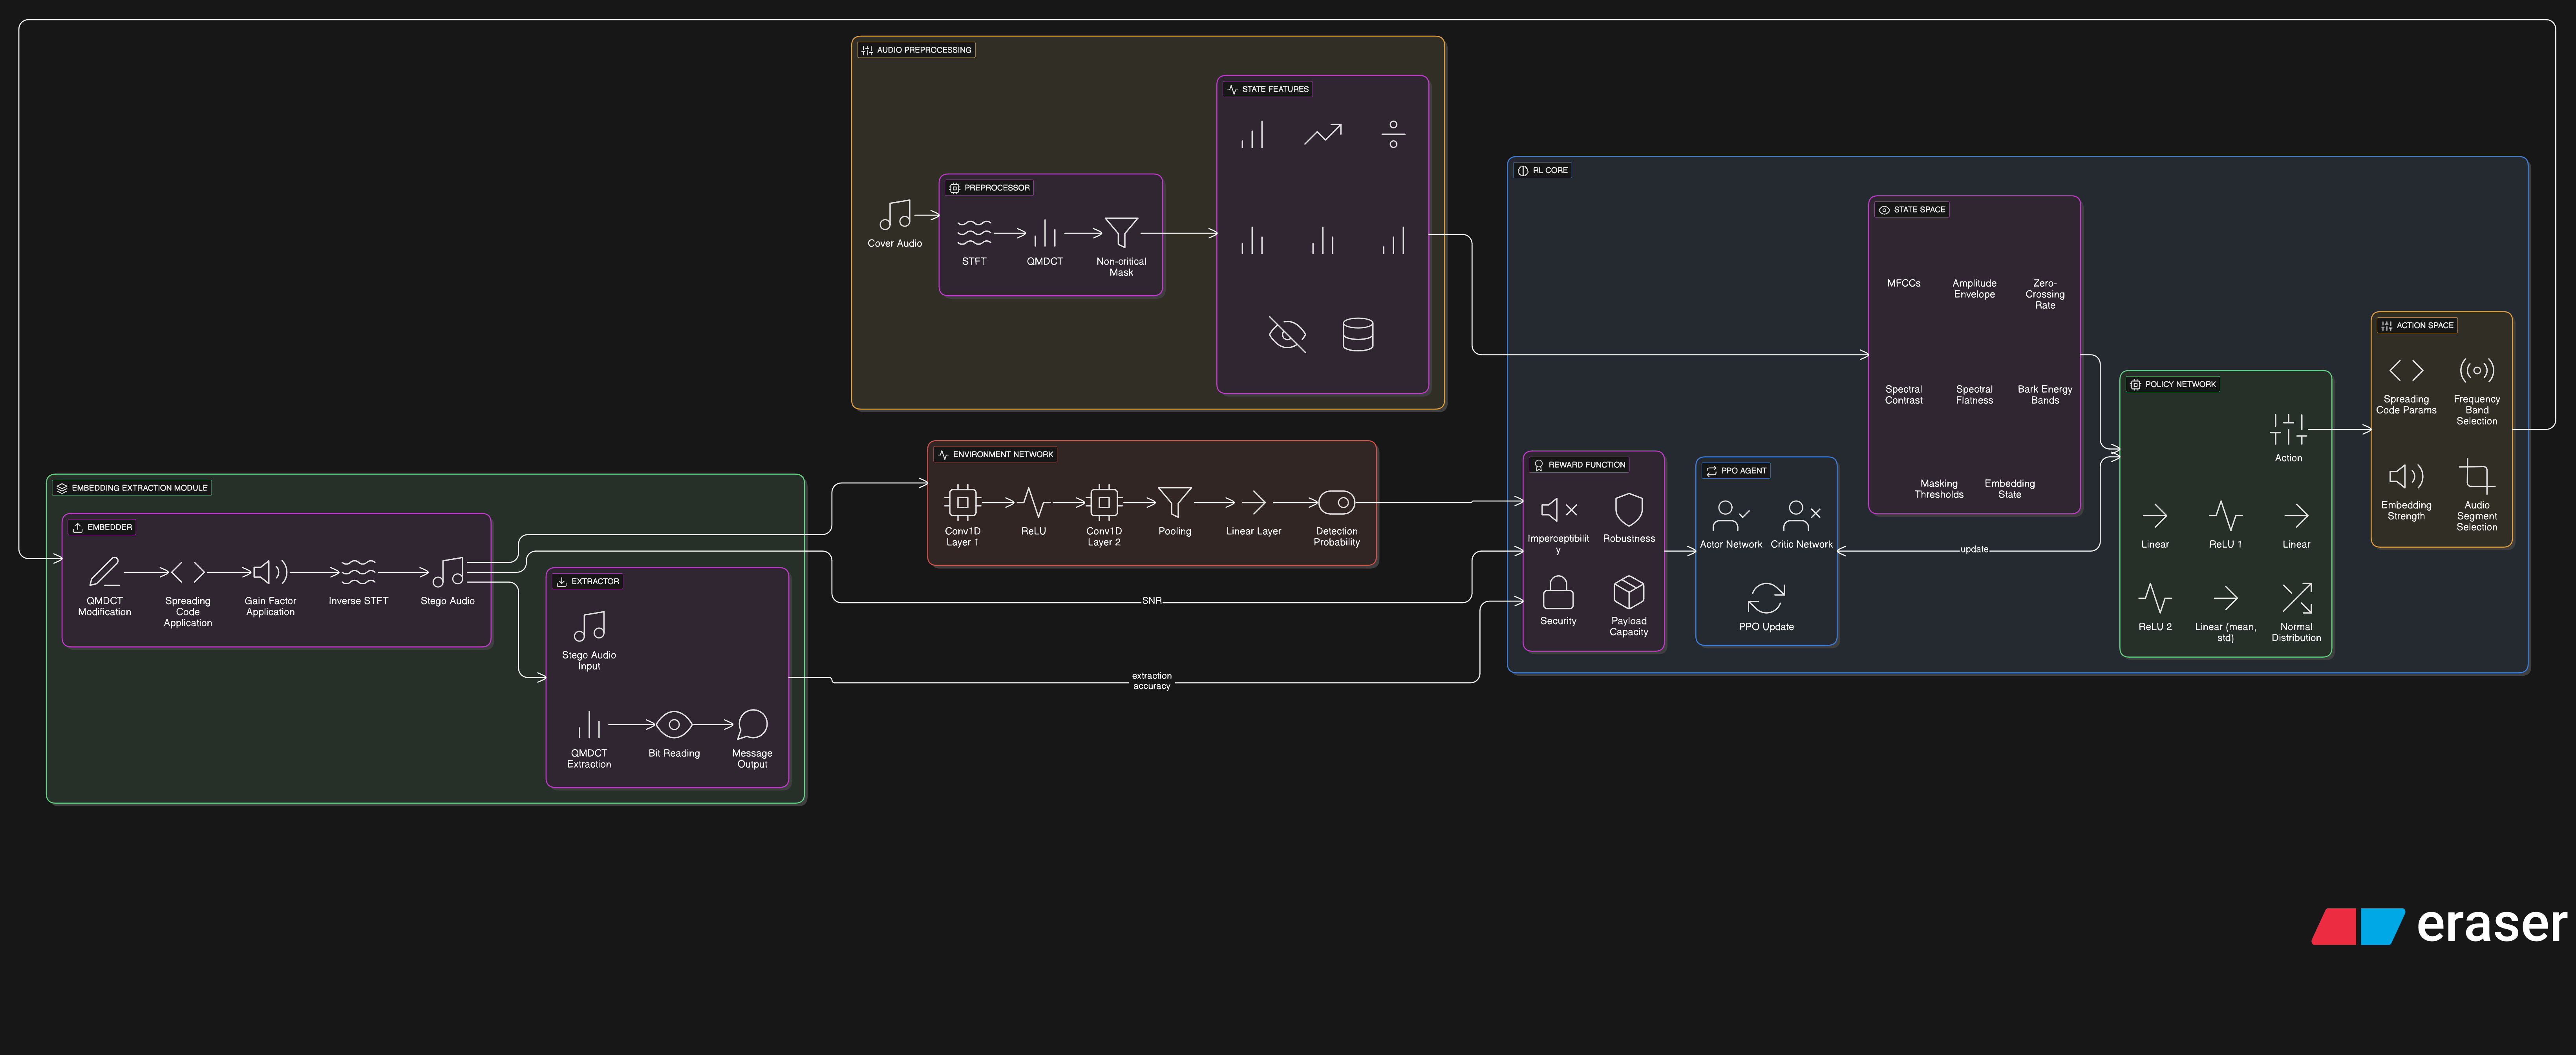 AUDIO PREPROCESSING
STATE FEATURES
Cover Audio
PREPROCESSOR
STFT
QMDCT
Non-critical
Mask
RL CORE
STATE SPACE
MFCCs
Amplitude
Envelope
Zero-
Crossing
Rate
Spectral
Contrast
Spectral
Flatness
Bark Energy
Bands
Masking
Thresholds
Embedding
State
ACTION SPACE
Spreading
Code Params
Frequency
Band
Selection
Embedding
Strength
Audio
Segment
Selection
POLICY NETWORK
Action
Linear
ReLU 1
Linear
ReLU 2
Linear (mean,
std)
Normal
Distribution
ENVIRONMENT NETWORK
Conv1D
Layer 1
ReLU
Conv1D
Layer 2
Pooling
Linear Layer
Detection
Probability
REWARD FUNCTION
Imperceptibilit
y
Robustness
Security
Payload
Capacity
PPO AGENT
Actor Network
Critic Network
PPO Update
update
EMBEDDING EXTRACTION MODULE
EMBEDDER
QMDCT
Modification
Spreading
Code
Application
Gain Factor
Application
Inverse STFT
Stego Audio
EXTRACTOR
Stego Audio
Input
QMDCT
Extraction
Bit Reading
Message
Output
SNR
extraction
accuracy
eraser